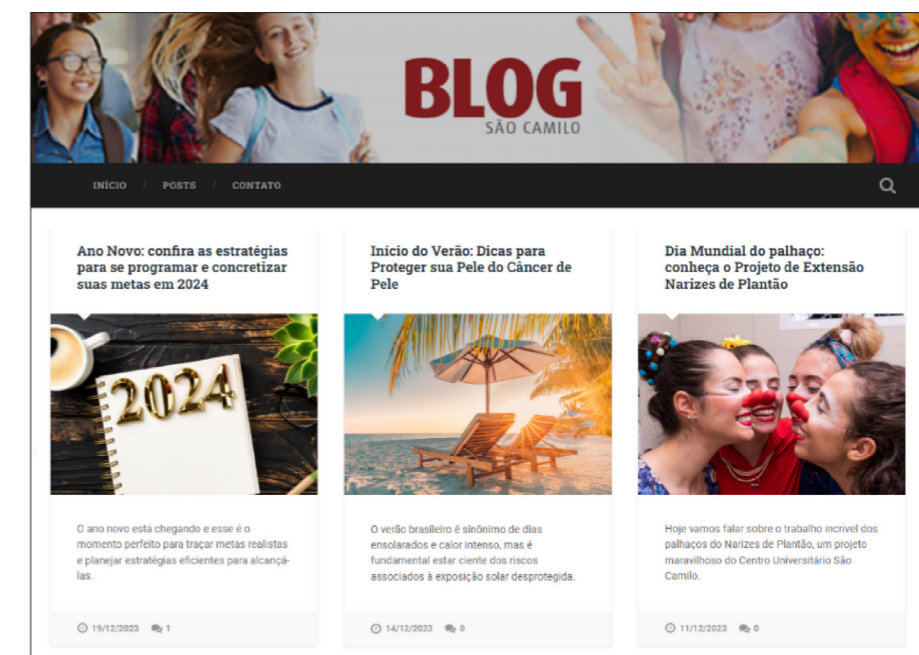 BLOG
SÃO CAMILO
INÍCIO / POSTS / CONTATO
Ano Novo: confira as estratégias
para se programar e concretizar
suas metas em 2024
2024
O ano novo está chegando e esse é o
momento perfeito para traçar metas realistas
e planejar estratégias eficientes para alcançá-
las.
19/12/2023 1
Início do Verão: Dicas para
Proteger sua Pele do Câncer de
Pele
O verão brasileiro é sinônimo de dias
ensolarados e calor intenso, mas é
fundamental estar ciente dos riscos
associados à exposição solar desprotegida.
14/12/2023 0
Dia Mundial do palhaço:
conheça o Projeto de Extensão
Narizes de Plantão
Hoje vamos falar sobre o trabalho incrível dos
palhaços do Narizes de Plantão, um projeto
maravilhoso do Centro Universitário São
Camilo.
11/12/2023 0